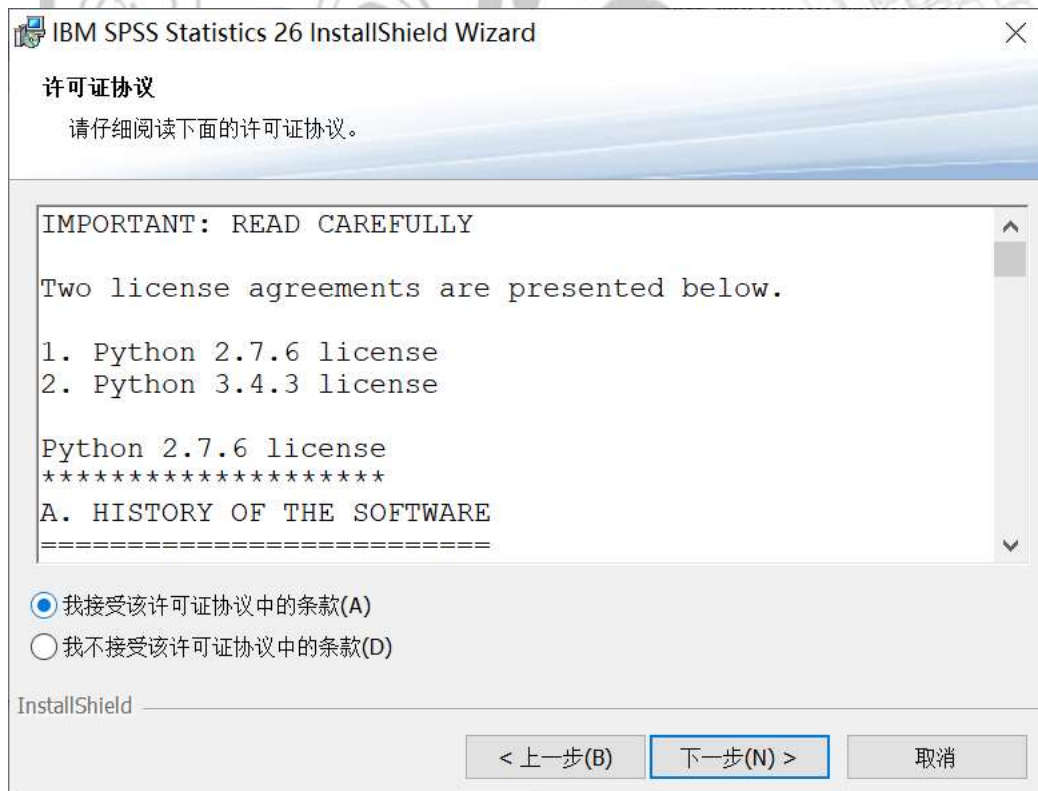 IBM SPSS Statistics 26 InstallShield Wizard
许可证协议
请仔细阅读下面的许可证协议。
IMPORTANT: READ CAREFULLY
Two license agreements are presented below.
1. Python 2.7.6 license
2. Python 3.4.3 license
Python 2.7.6 license
********************
A. HISTORY OF THE SOFTWARE
==========================
我接受该许可证协议中的条款(A)
我不接受该许可证协议中的条款(D)
InstallShield
< 上一步(B)
下一步(N) >
取消